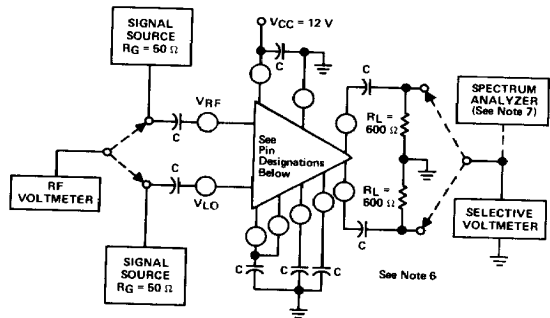 SIGNAL
SOURCE
RG = 50 Ω
VCC = 12 V
C
C
VRF
C
C
VLO
See
Pin
Designations
Below
RF
VOLTMETER
SIGNAL
SOURCE
RG = 50 Ω
C
C
C
C
RL =
600 Ω
RL =
600 Ω
C
SPECTRUM
ANALYZER
(See Note 7)
SELECTIVE
VOLTMETER
See Note 6